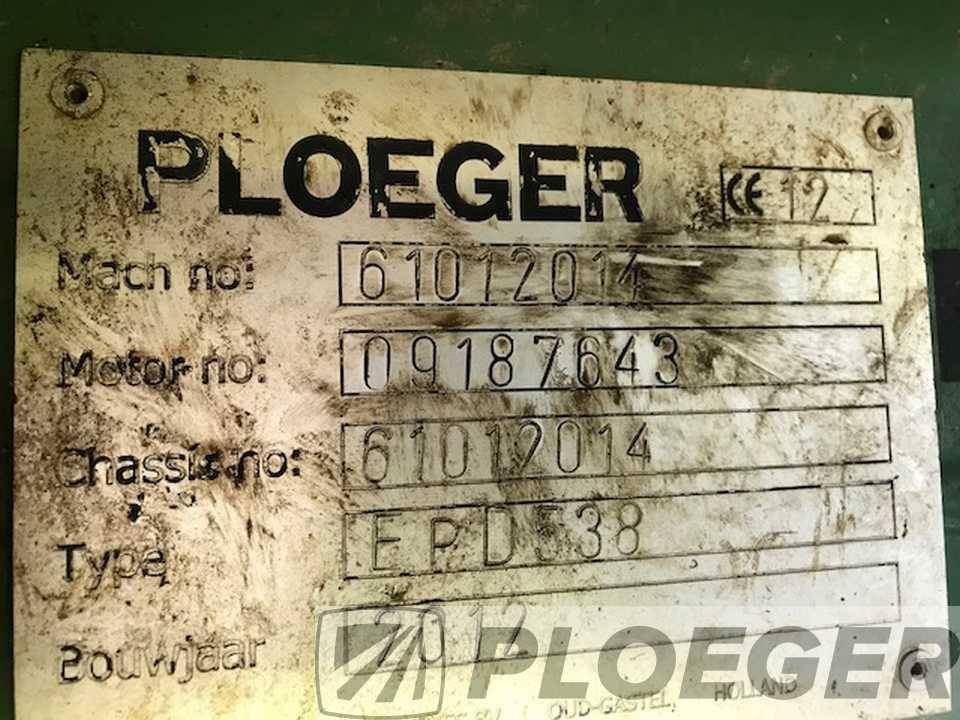 PLOEGER
CE 12
Mach no: 61012014
Motor no: 09187643
Chassis no: 61012014
Type EPD538
Bouwjaar 2012
PLOEGER
OUD-GASTEL, HOLLAND